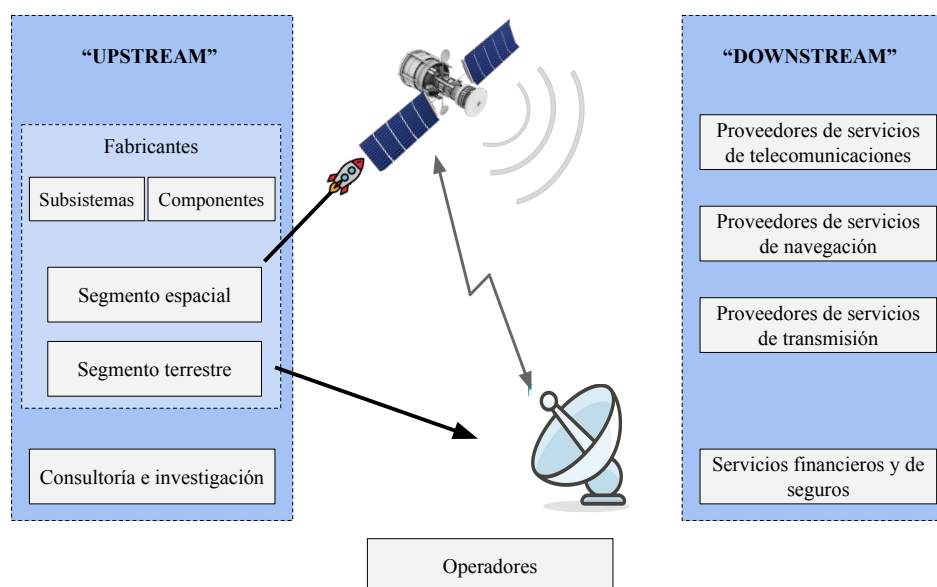 “UPSTREAM”
Fabricantes
Subsistemas
Componentes
Segmento espacial
Segmento terrestre
Consultoría e investigación
“DOWNSTREAM”
Proveedores de servicios
de telecomunicaciones
Proveedores de servicios
de navegación
Proveedores de servicios
de transmisión
Servicios financieros y de
seguros
Operadores